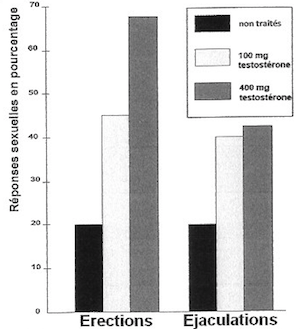 Réponses sexuelles en pourcentage
70
60
50
40
30
20
10
0
non traités
100 mg
testostérone
400 mg
testostérone
Erections
Ejaculations